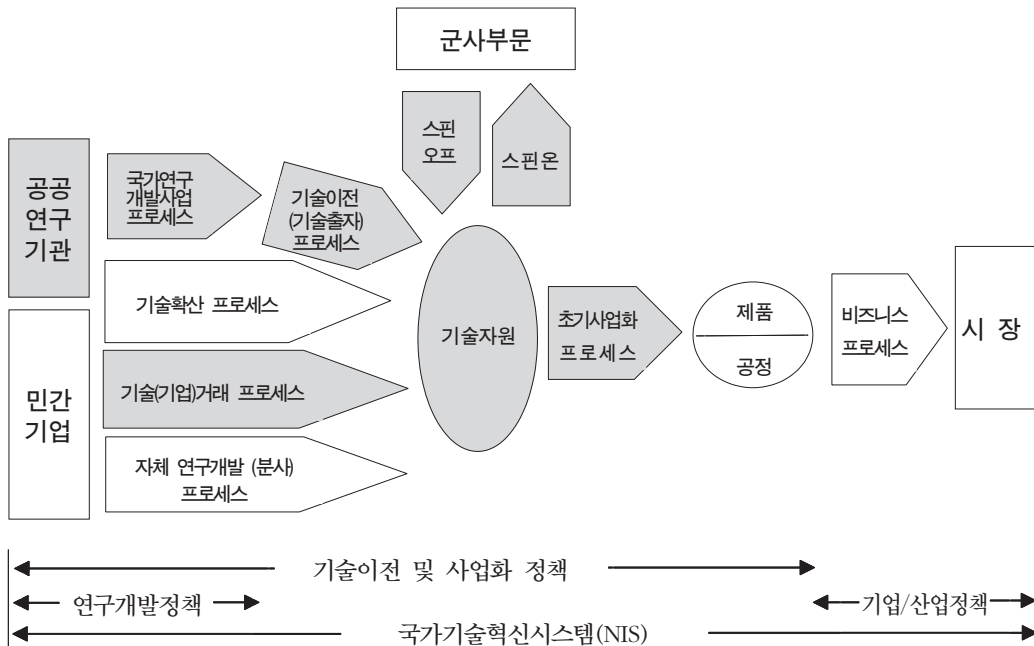 군사부문
스핀
오프
스핀온
공공
연구
기관
국가연구
개발사업
프로세스
기술이전
(기술출자)
프로세스
기술확산 프로세스
민간
기업
기술(기업)거래 프로세스
자체 연구개발 (분사)
프로세스
기술자원
초기사업화
프로세스
제품
공정
비즈니스
프로세스
시 장
기술이전 및 사업화 정책
연구개발정책
기업/산업정책
국가기술혁신시스템(NIS)